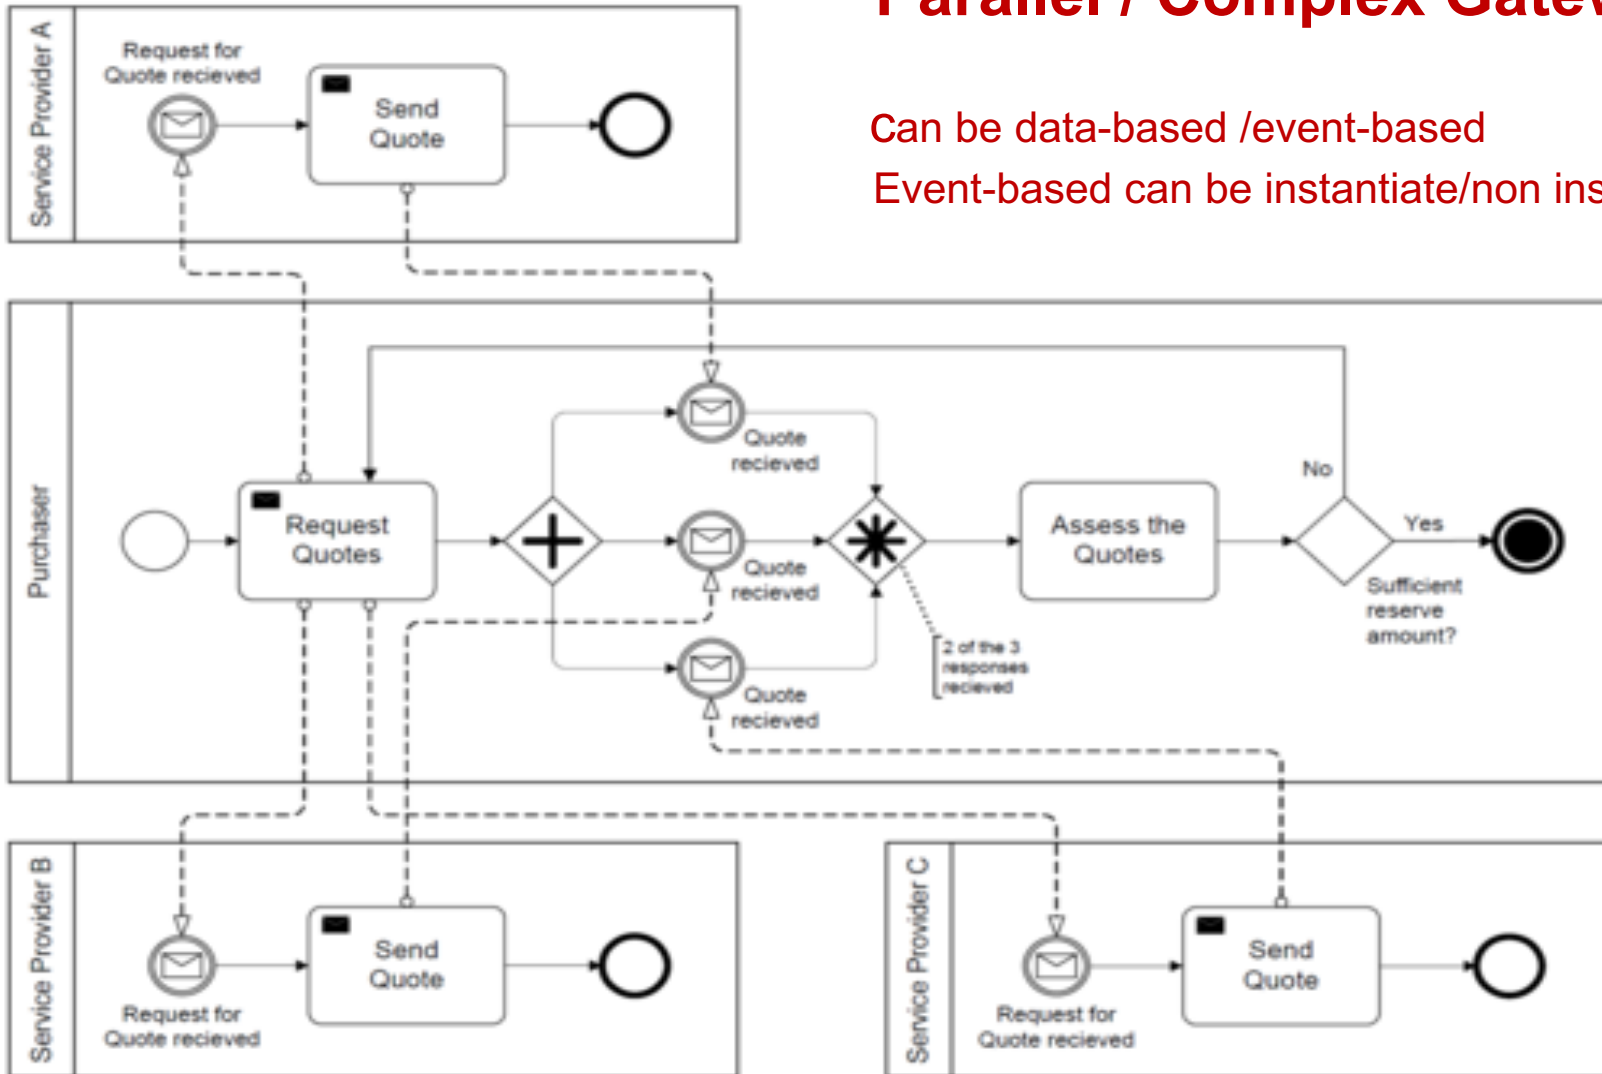 Parallel / Complex Gatew
can be data-based /event-based
Event-based can be instantiate/non ins
Service Provider A
Request for
Quote recieved
Send
Quote
Purchaser
Request
Quotes
Quote
recieved
Quote
recieved
Quote
recieved
2 of the 3
responses
recieved
Assess the
Quotes
No
Yes
Sufficient
reserve
amount?
Service Provider B
Request for
Quote recieved
Send
Quote
Service Provider C
Request for
Quote recieved
Send
Quote